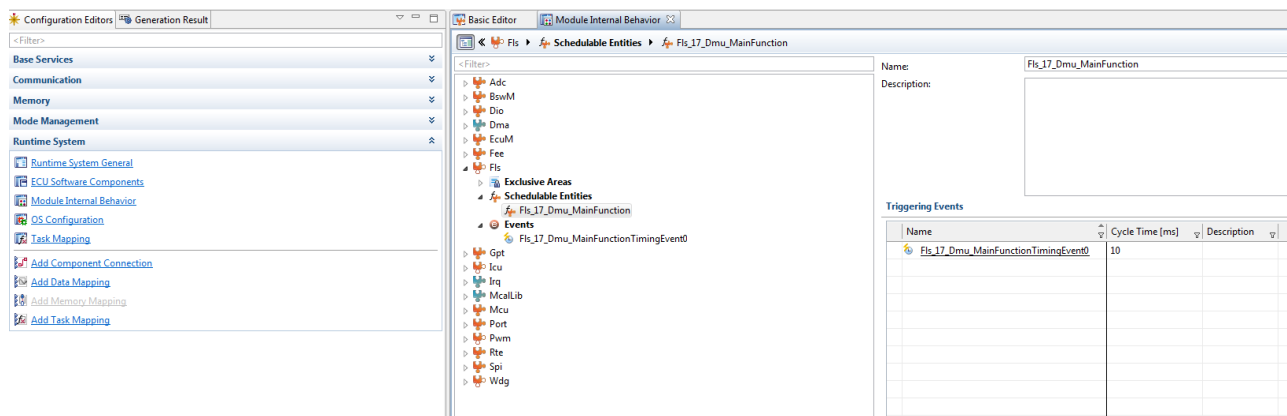 Configuration Editors Generation Result
<Filter>
Base Services
Communication
Memory
Mode Management
Runtime System
Runtime System General
ECU Software Components
Module Internal Behavior
OS Configuration
Task Mapping
Add Component Connection
Add Data Mapping
Add Memory Mapping
Add Task Mapping
Basic Editor Module Internal Behavior
Fls Schedulable Entities Fls_17_Dmu_MainFunction
<Filter>
Adc
BswM
Dio
Dma
EcuM
Fee
Fls
Exclusive Areas
Schedulable Entities
Fls_17_Dmu_MainFunction
Events
Fls_17_Dmu_MainFunctionTimingEvent0
Gpt
Icu
Irq
McalLib
Mcu
Port
Pwm
Rte
Spi
Wdg
Name: Fls_17_Dmu_MainFunction
Description:
Triggering Events
Name Cycle Time [ms] Description
Fls_17_Dmu_MainFunctionTimingEvent0 10